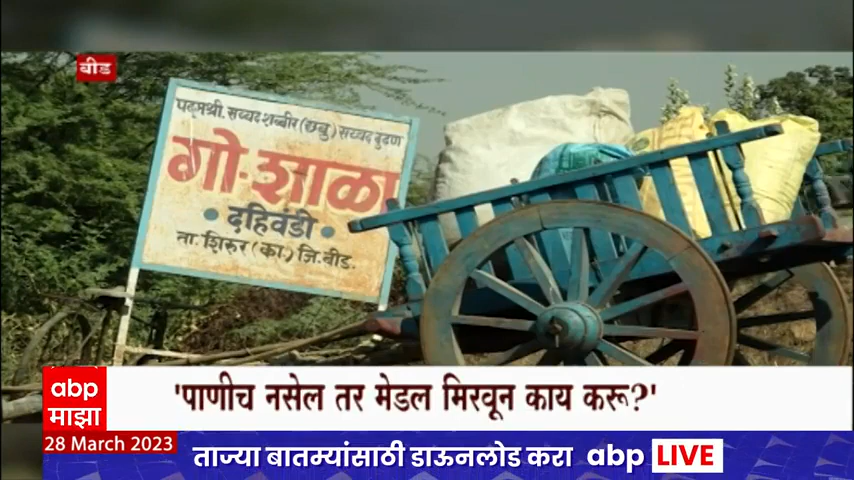 बीड
पद्मश्री. सय्यद शब्बीर (छबु) सय्यद बुढण
गो-शाळा
• दहिवंडी •
ता. शिरुर (का.) जि. बीड.
'पाणीच नसेल तर मेडल मिरवून काय करू?'
abp
माझा
28 March 2023
ताज्या बातम्यांसाठी डाऊनलोड करा abp LIVE